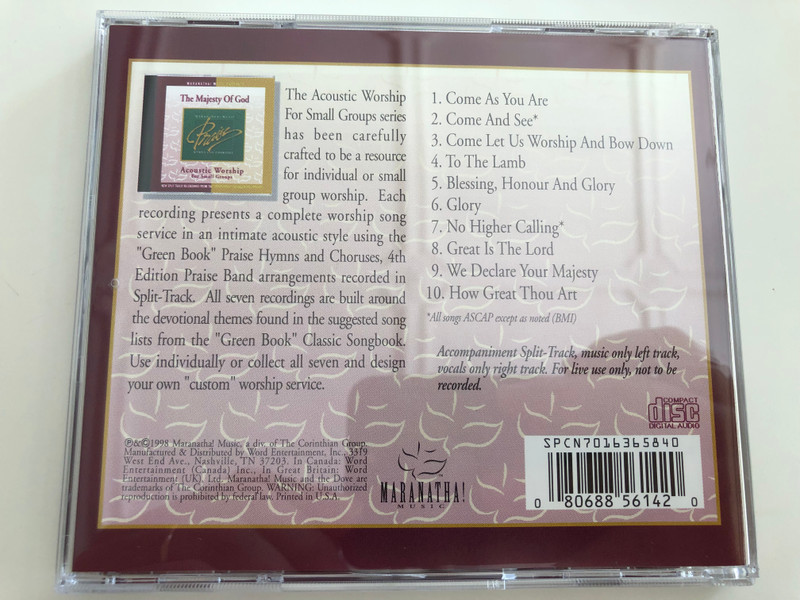 The Majesty Of God
Praise
Acoustic Worship
For Small Groups
The Acoustic Worship
For Small Groups series
has been carefully
crafted to be a resource
for individual or small
group worship. Each
recording presents a complete worship song
service in an intimate acoustic style using the
"Green Book" Praise Hymns and Choruses, 4th
Edition Praise Band arrangements recorded in
Split-Track. All seven recordings are built around
the devotional themes found in the suggested song
lists from the "Green Book" Classic Songbook.
Use individually or collect all seven and design
your own "custom" worship service.
1. Come As You Are
2. Come And See*
3. Come Let Us Worship And Bow Down
4. To The Lamb
5. Blessing, Honour And Glory
6. Glory
7. No Higher Calling*
8. Great Is The Lord
9. We Declare Your Majesty
10. How Great Thou Art
*All songs ASCAP except as noted (BMI)
Accompaniment Split-Track, music only left track,
vocals only right track. For live use only, not to be
recorded.
COMPACT
disc
DIGITAL AUDIO
℗&©1998 Maranatha! Music, a div. of The Corinthian Group.
Manufactured & Distributed by Word Entertainment, Inc., 3319
West End Ave., Nashville, TN 37203. In Canada: Word
Entertainment (Canada) Inc., In Great Britain: Word
Entertainment (UK), Ltd. Maranatha! Music and the Dove are
trademarks of The Corinthian Group. WARNING: Unauthorized
reproduction is prohibited by federal law. Printed in U.S.A.
MARANATHA!
MUSIC
SPCN7016365840
0 80688 56142 0